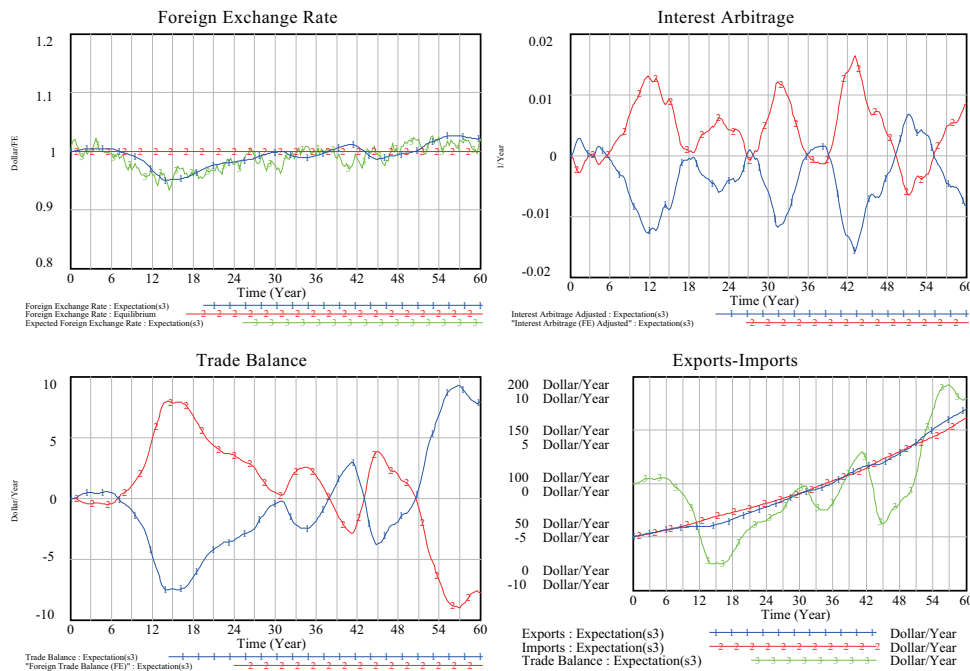 Foreign Exchange Rate
1.2
1.1
1
0.9
0.8
Dollar/FE
0 6 12 18 24 30 36 42 48 54 60
Time (Year)
Foreign Exchange Rate : Expectation(s3)
Foreign Exchange Rate : Equilibrium
Expected Foreign Exchange Rate : Expectation(s3)
Interest Arbitrage
0.02
0.01
0
-0.01
-0.02
1/Year
0 6 12 18 24 30 36 42 48 54 60
Time (Year)
Interest Arbitrage Adjusted : Expectation(s3)
"Interest Arbitrage (FE) Adjusted" : Expectation(s3)
Trade Balance
10
5
0
-5
-10
Dollar/Year
0 6 12 18 24 30 36 42 48 54 60
Time (Year)
Trade Balance : Expectation(s3)
"Foreign Trade Balance (FE)" : Expectation(s3)
Exports-Imports
200 Dollar/Year
10 Dollar/Year
150 Dollar/Year
5 Dollar/Year
100 Dollar/Year
0 Dollar/Year
50 Dollar/Year
-5 Dollar/Year
0 Dollar/Year
-10 Dollar/Year
0 6 12 18 24 30 36 42 48 54 60
Time (Year)
Exports : Expectation(s3) Dollar/Year
Imports : Expectation(s3) Dollar/Year
Trade Balance : Expectation(s3) Dollar/Year